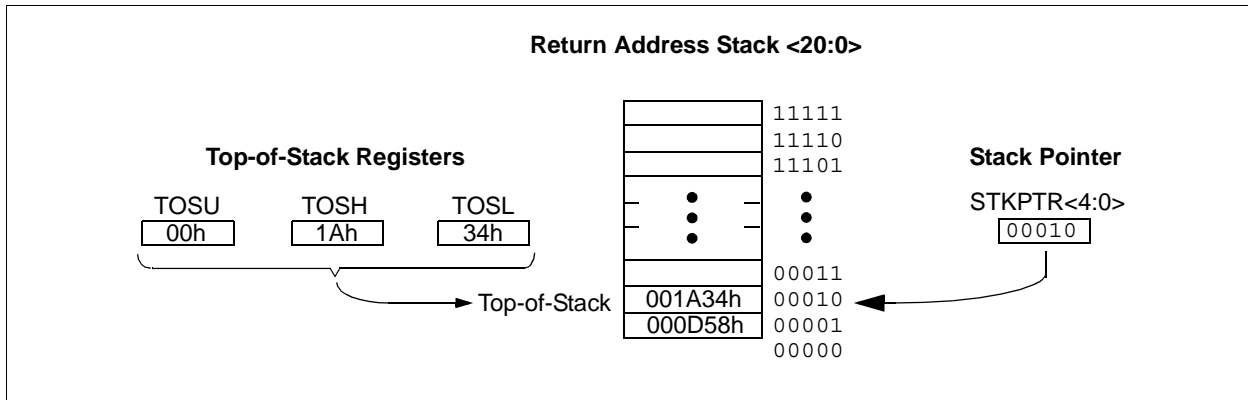 Return Address Stack <20:0>
11111
11110
Top-of-Stack Registers
11101
Stack Pointer
TOSU TOSH TOSL
STKPTR<4:0>
00h 1Ah 34h
00010
00011
Top-of-Stack 001A34h 00010
000D58h 00001
00000